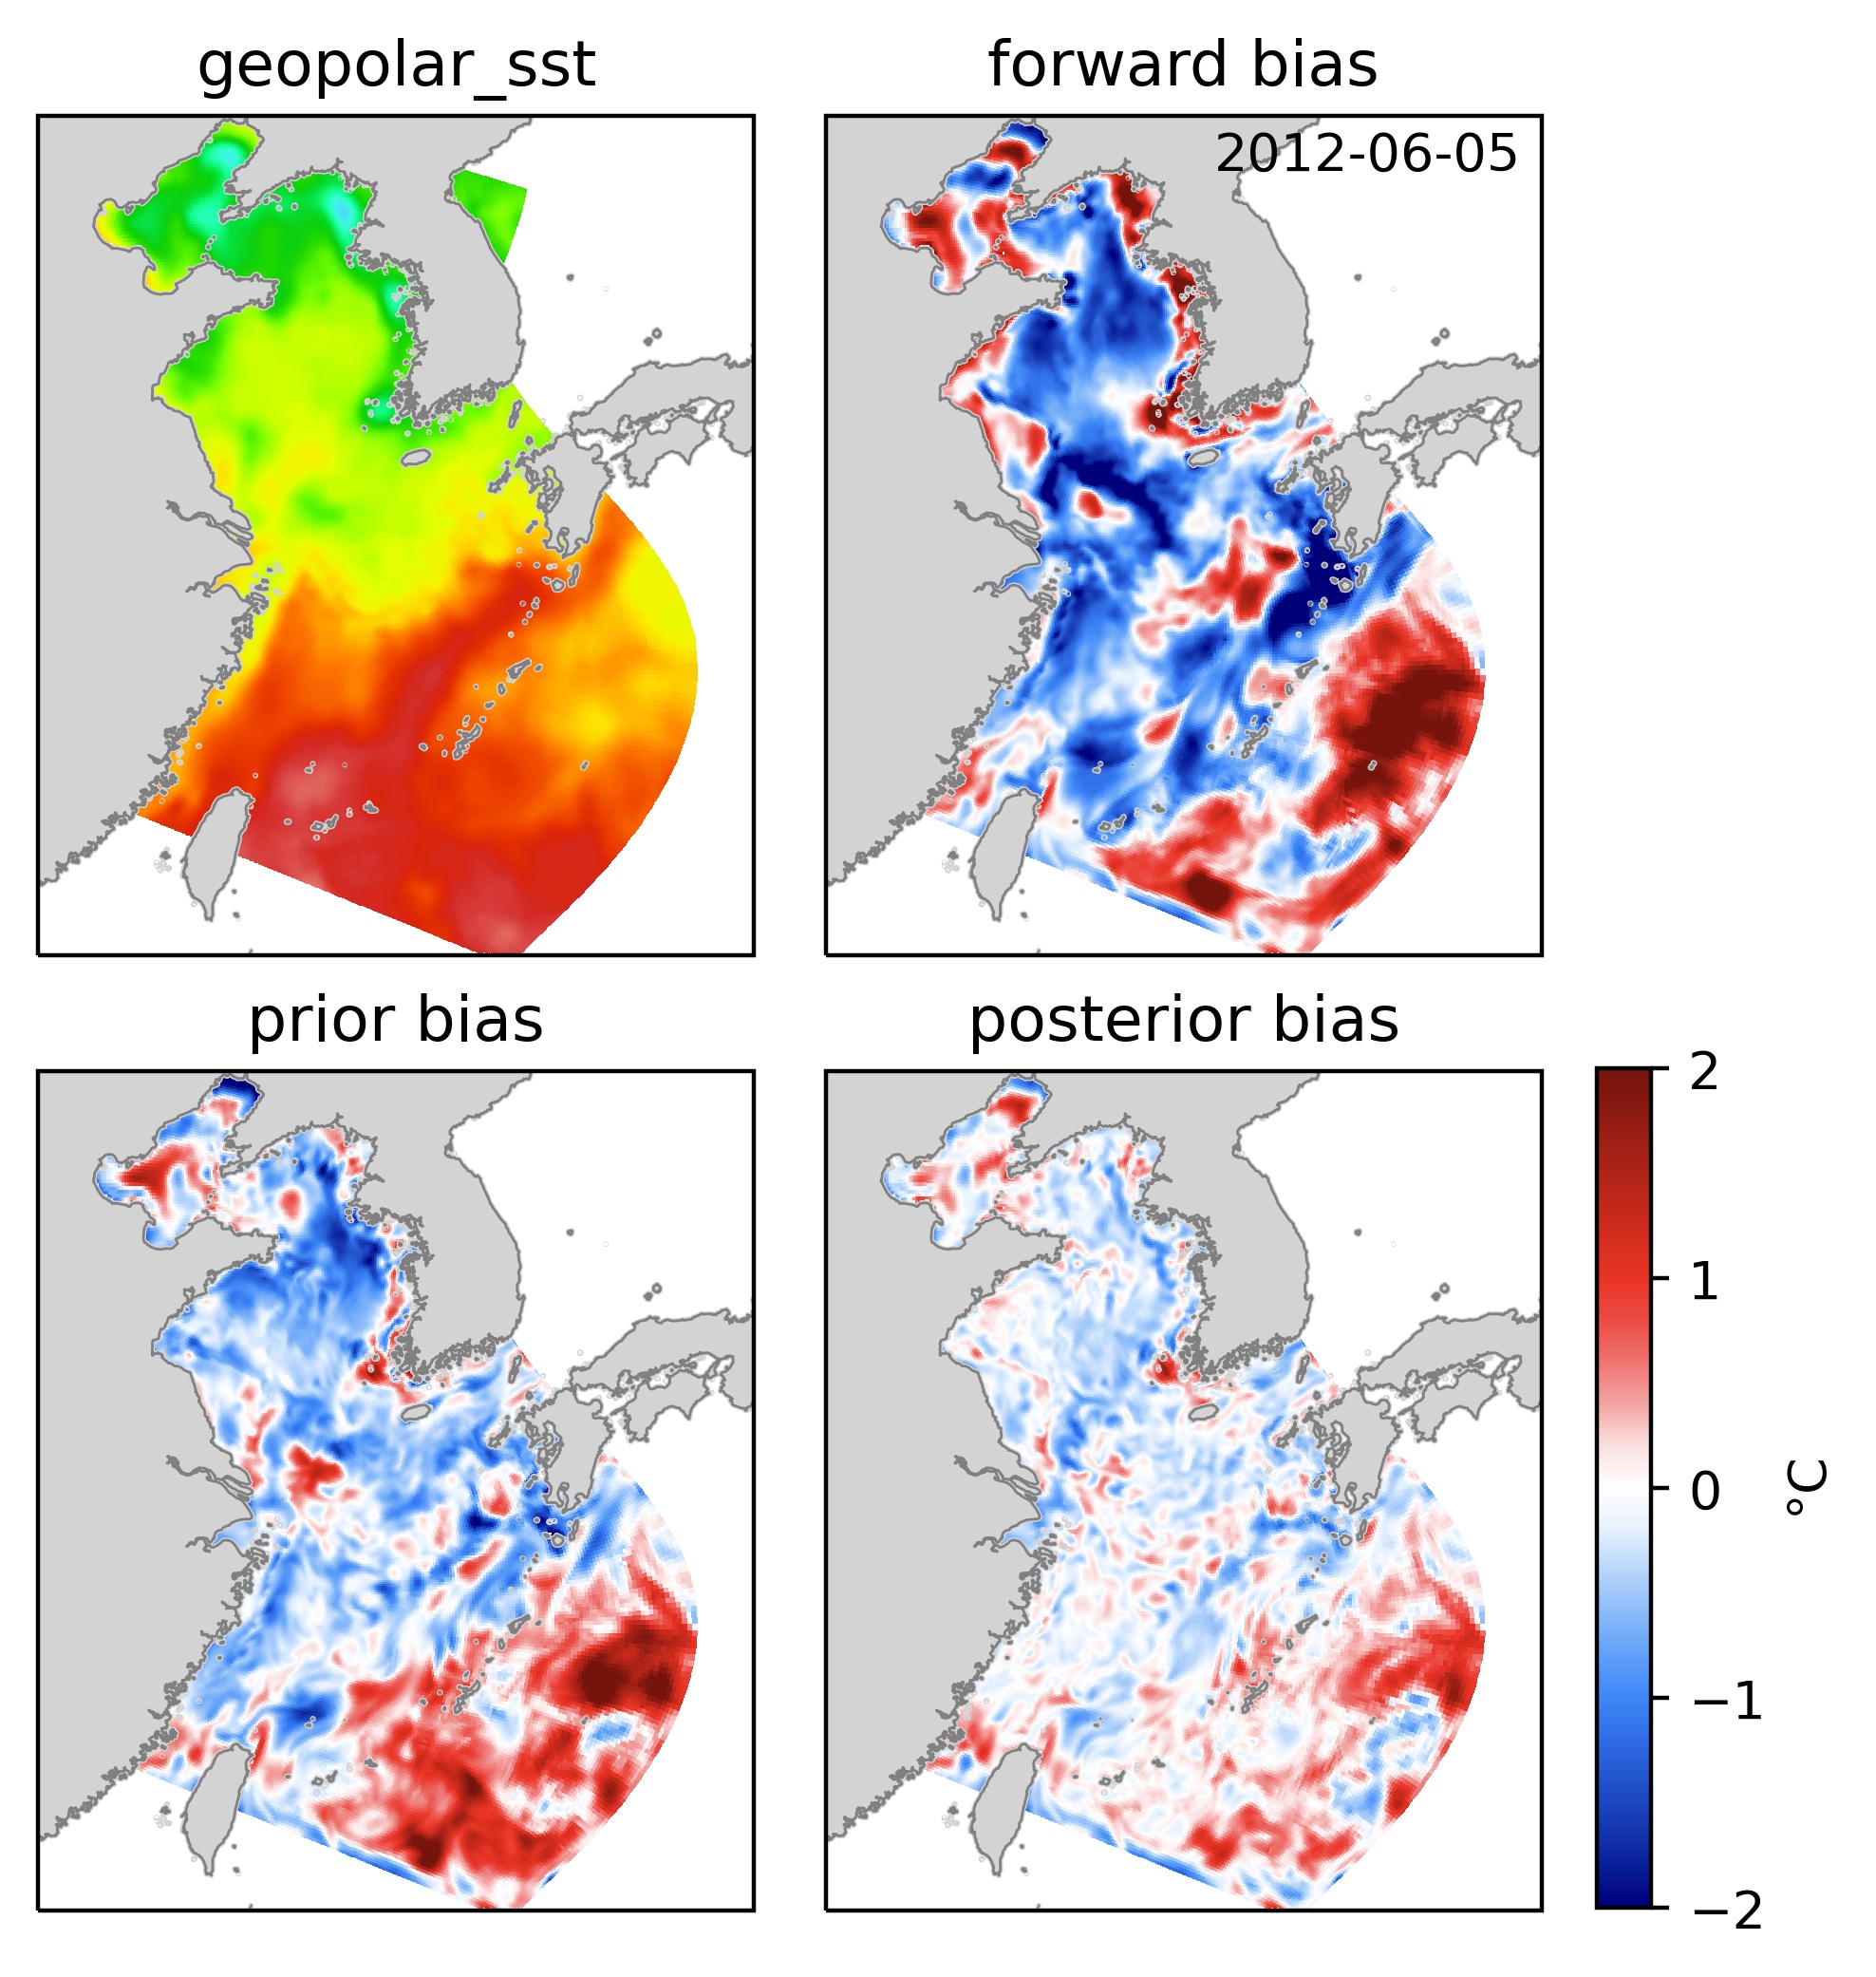 geopolar_sst
forward bias
2012-06-05
prior bias
posterior bias
2
1
0
−1
−2
°C